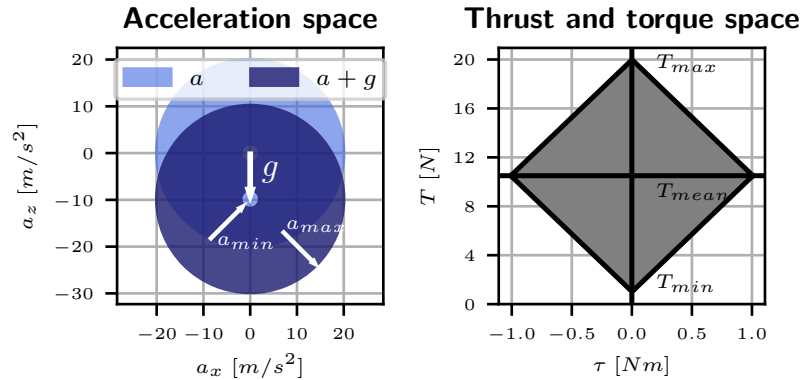 Acceleration space
Thrust and torque space
a
a + g
g
a_min
a_max
20
10
0
−10
−20
−30
a_z [m/s²]
−20
−10
0
10
20
a_x [m/s²]
T_max
T_mean
T_min
20
16
12
8
4
0
T [N]
−1.0
−0.5
0.0
0.5
1.0
τ [Nm]